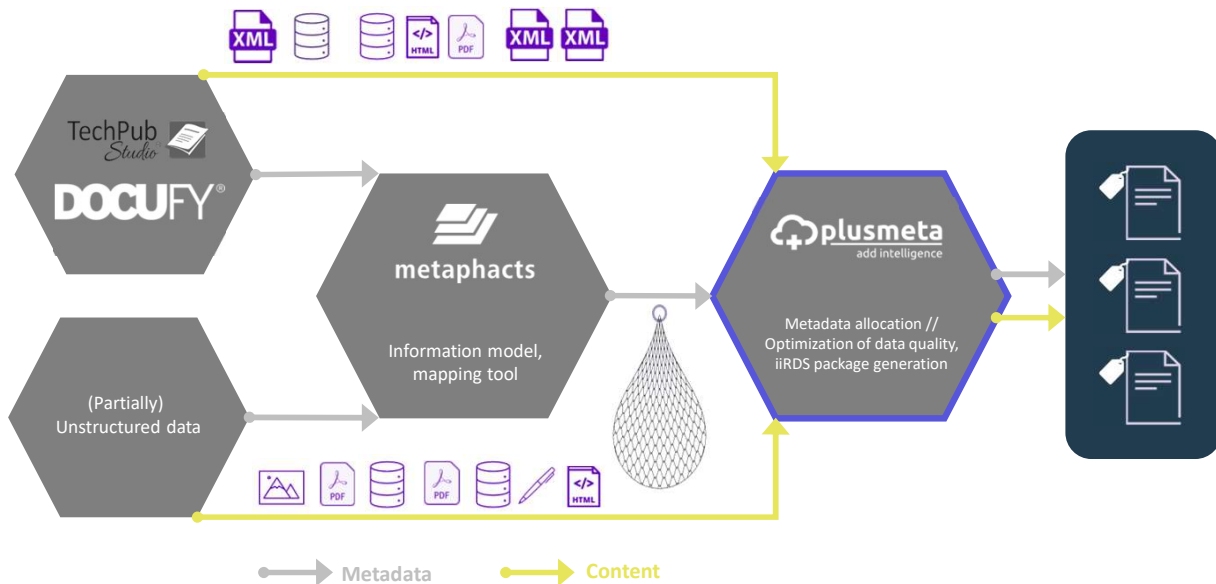 XML
</>
HTML
PDF
XML
XML
TechPub
Studio
DOCUFY®
metaphacts
Information model,
mapping tool
plusmeta
add intelligence
Metadata allocation //
Optimization of data quality,
iiRDS package generation
(Partially)
Unstructured data
PDF
PDF
</>
HTML
Metadata
Content